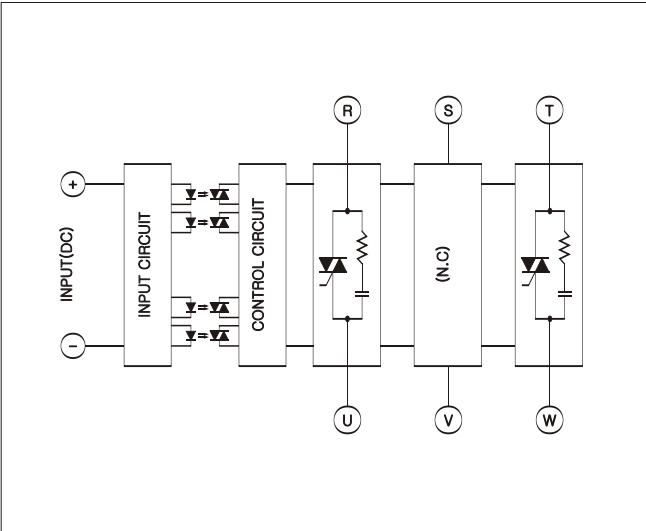 R
S
T
+
INPUT(DC)
−
INPUT CIRCUIT
CONTROL CIRCUIT
(N.C)
U
V
W